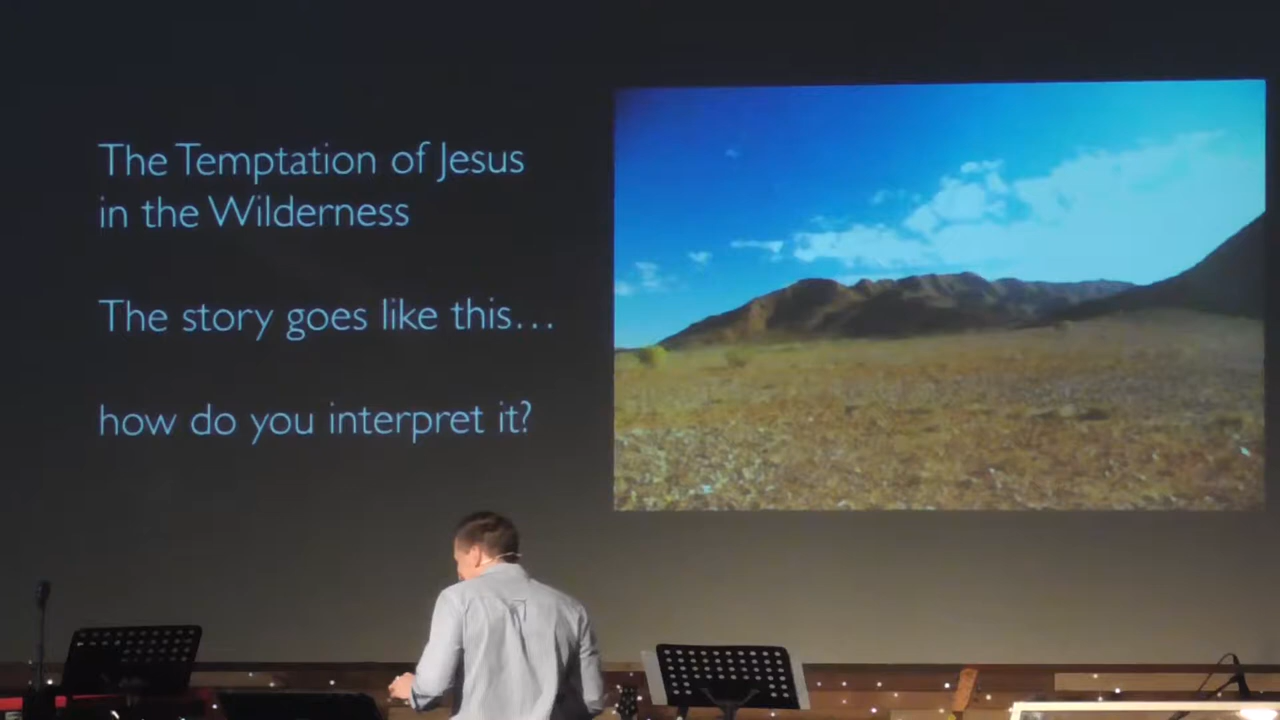 The Temptation of Jesus
in the Wilderness
The story goes like this...
how do you interpret it?